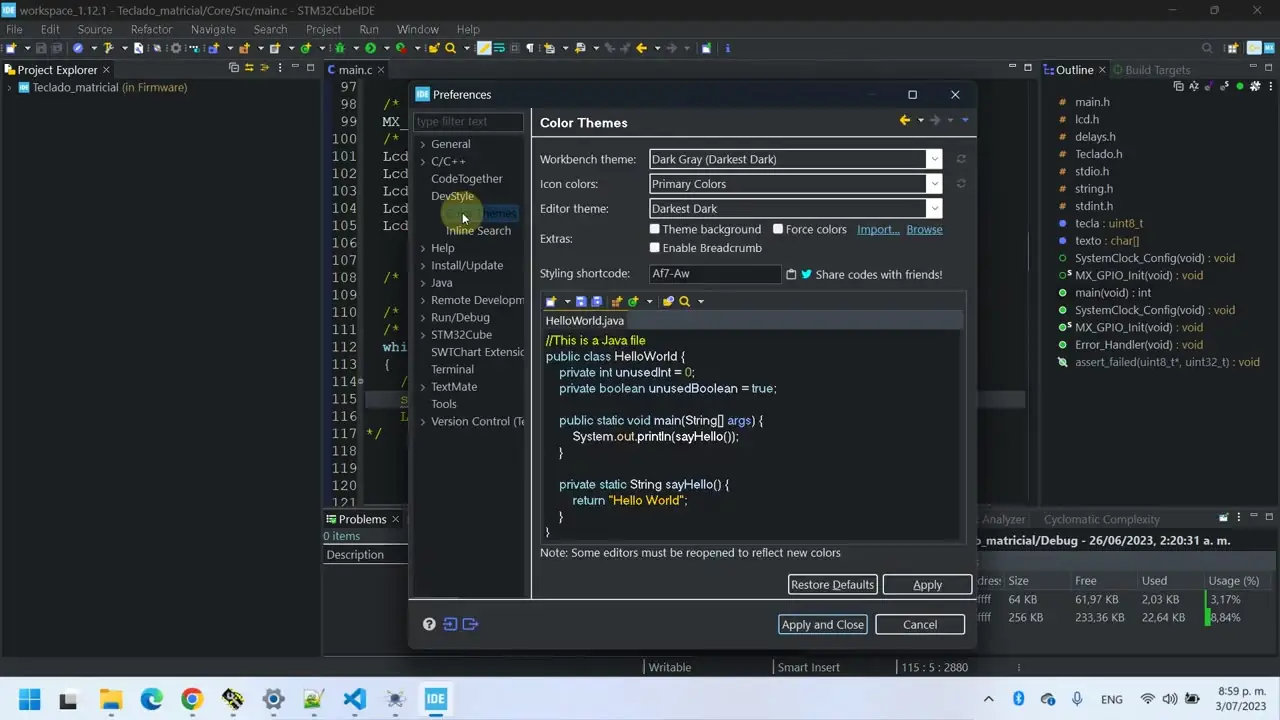 IDE workspace_1.12.1 - Teclado_matricial/Core/Src/main.c - STM32CubeIDE
File Edit Source Refactor Navigate Search Project Run Window Help
Project Explorer
Teclado_matricial (in Firmware)
main.c
97
98 /*
99 MX_
100 /*
101 Lcd
102 Lcd
103 Lcd
104 Lcd
105 Lcd
106
108 /*
109
110 /*
111 /*
112 whi
113 {
114 /
115 s
116 L
117 */
118
118
119
120
121
IDE Preferences
type filter text
General
C/C++
CodeTogether
DevStyle
Themes
Inline Search
Help
Install/Update
Java
Remote Developm
Run/Debug
STM32Cube
SWTChart Extensic
Terminal
TextMate
Tools
Version Control (Te
Color Themes
Workbench theme: Dark Gray (Darkest Dark)
Icon colors: Primary Colors
Editor theme: Darkest Dark
Extras: Theme background Force colors Import... Browse
Enable Breadcrumb
Styling shortcode: Af7-Aw Share codes with friends!
HelloWorld.java
//This is a Java file
public class HelloWorld {
private int unusedInt = 0;
private boolean unusedBoolean = true;
public static void main(String[] args) {
System.out.println(sayHello());
}
private static String sayHello() {
return "Hello World";
}
}
Note: Some editors must be reopened to reflect new colors
Restore Defaults Apply
Apply and Close Cancel
Outline Build Targets
main.h
lcd.h
delays.h
Teclado.h
stdio.h
string.h
stdint.h
tecla : uint8_t
texto : char[]
SystemClock_Config(void) : void
MX_GPIO_Init(void) : void
main(void) : int
SystemClock_Config(void) : void
MX_GPIO_Init(void) : void
Error_Handler(void) : void
assert_failed(uint8_t*, uint32_t) : void
Problems
0 items
Description
Analyzer Cyclomatic Complexity
o_matricial/Debug - 26/06/2023, 2:20:31 a. m.
dres: Size Free Used Usage (%)
ffff 64 KB 61,97 KB 2,03 KB 3,17%
ffff 256 KB 233,36 KB 22,64 KB 8,84%
Writable Smart Insert 115 : 5 : 2880
IDE
ENG
8:59 p. m.
3/07/2023